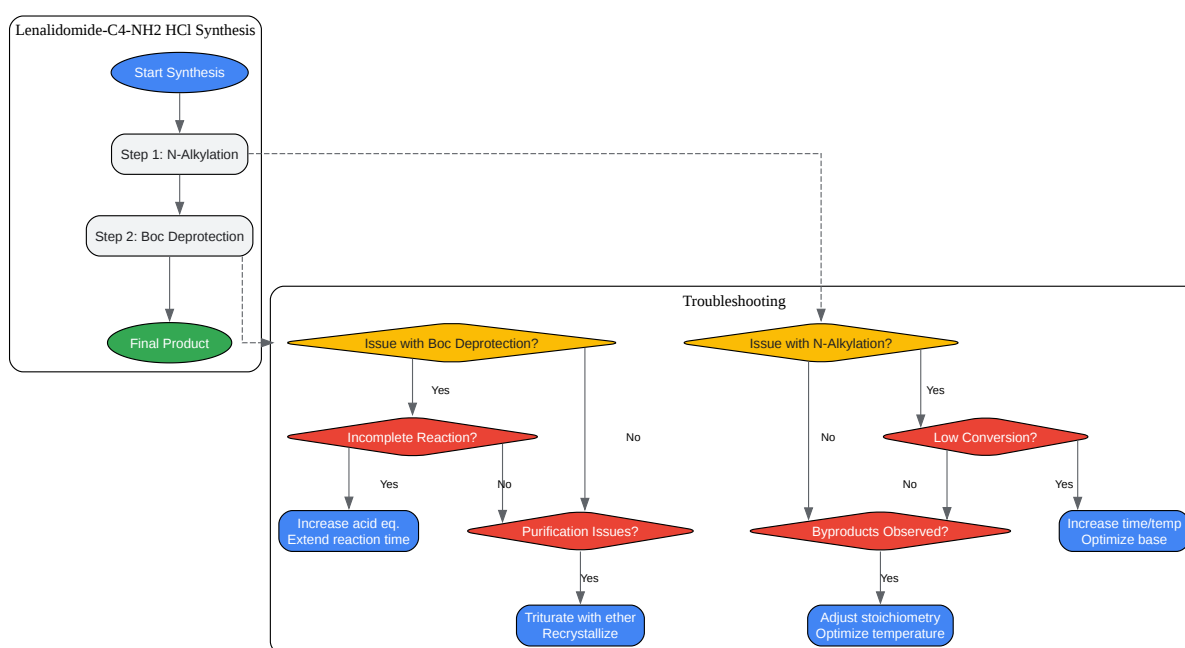 Lenalidomide-C4-NH2 HCl Synthesis
Start Synthesis
Step 1: N-Alkylation
Step 2: Boc Deprotection
Final Product
Troubleshooting
Issue with Boc Deprotection?
Issue with N-Alkylation?
Yes
Yes
Incomplete Reaction?
No
No
Low Conversion?
Yes
No
No
Yes
Increase acid eq.
Extend reaction time
Purification Issues?
Byproducts Observed?
Increase time/temp
Optimize base
Yes
Yes
Triturate with ether
Recrystallize
Adjust stoichiometry
Optimize temperature